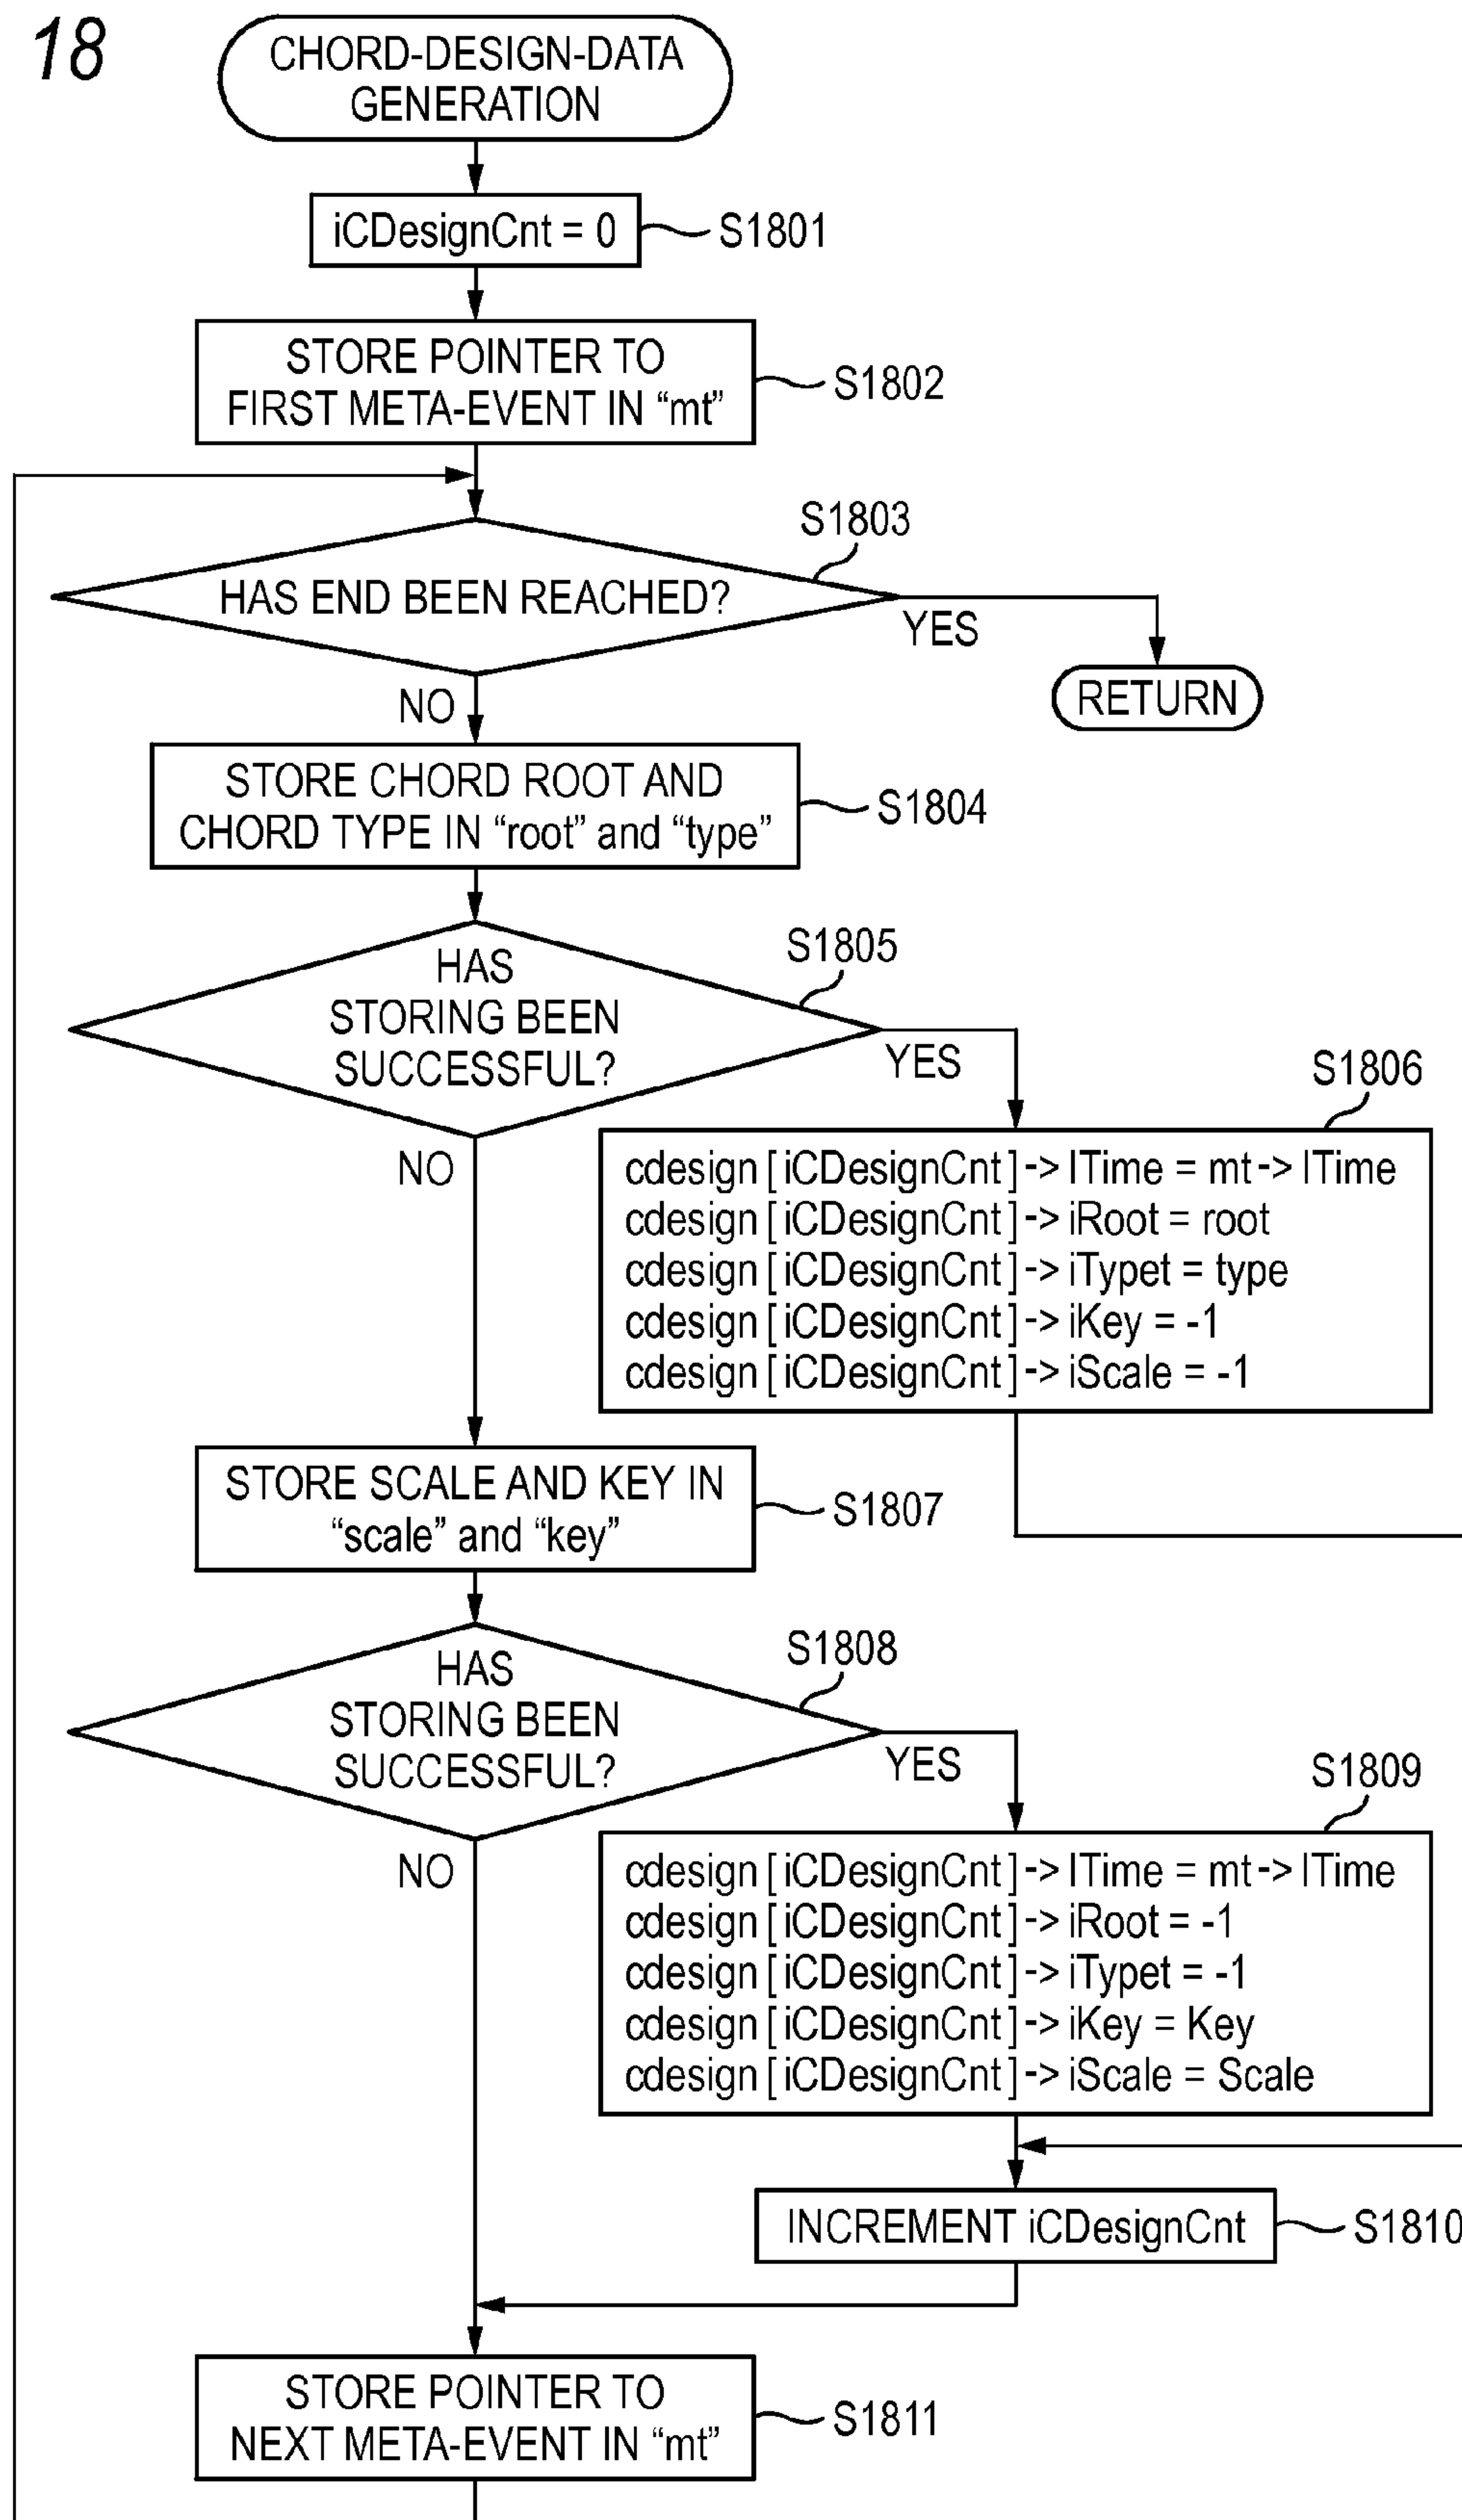 18
CHORD-DESIGN-DATA
GENERATION
iCDesignCnt = 0
S1801
STORE POINTER TO
FIRST META-EVENT IN “mt”
S1802
S1803
HAS END BEEN REACHED?
YES
RETURN
NO
STORE CHORD ROOT AND
CHORD TYPE IN “root” and “type”
S1804
S1805
HAS
STORING BEEN
SUCCESSFUL?
YES
S1806
NO
cdesign [iCDesignCnt] -> lTime = mt -> lTime
cdesign [iCDesignCnt] -> iRoot = root
cdesign [iCDesignCnt] -> iTypet = type
cdesign [iCDesignCnt] -> iKey = -1
cdesign [iCDesignCnt] -> iScale = -1
STORE SCALE AND KEY IN
“scale” and “key”
S1807
S1808
HAS
STORING BEEN
SUCCESSFUL?
YES
S1809
NO
cdesign [iCDesignCnt] -> lTime = mt -> lTime
cdesign [iCDesignCnt] -> iRoot = -1
cdesign [iCDesignCnt] -> iTypet = -1
cdesign [iCDesignCnt] -> iKey = Key
cdesign [iCDesignCnt] -> iScale = Scale
INCREMENT iCDesignCnt
S1810
STORE POINTER TO
NEXT META-EVENT IN “mt”
S1811